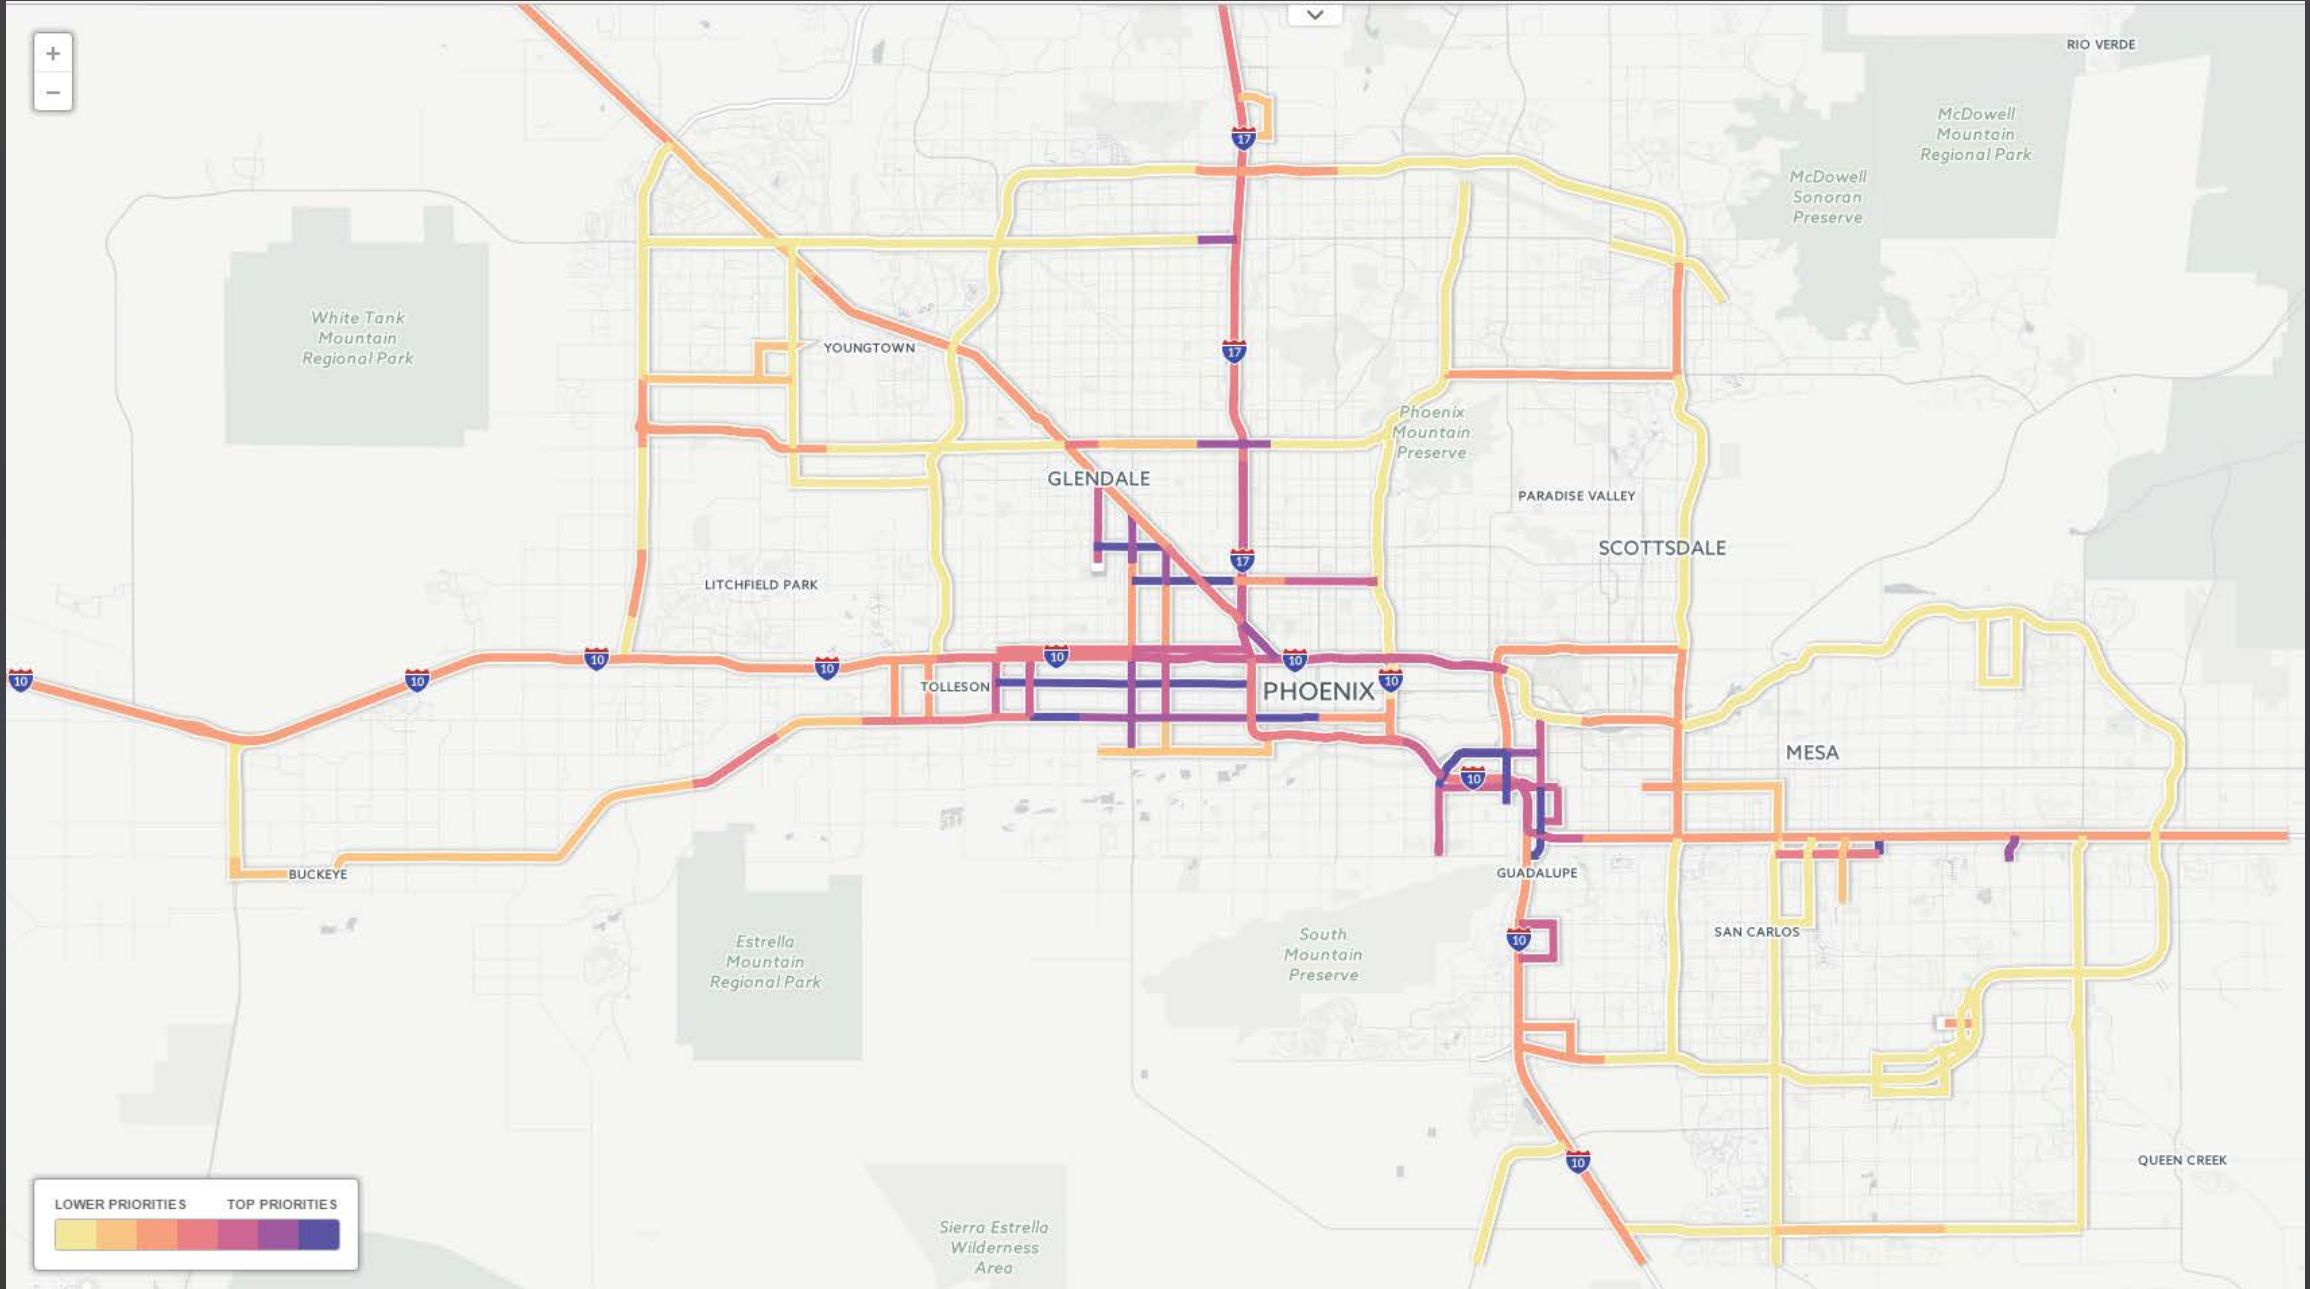 +
RIO VERDE
McDowell
Mountain
Regional Park
17
McDowell
Sonoran
Preserve
White Tank
Mountain
Regional Park
YOUNGTOWN
17
Phoenix
Mountain
Preserve
GLENDALE
PARADISE VALLEY
SCOTTSDALE
17
LITCHFIELD PARK
10
10
10
10
10
10
10
TOLLESON
PHOENIX
MESA
10
BUCKEYE
GUADALUPE
SAN CARLOS
Estrella
Mountain
Regional Park
South
Mountain
Preserve
10
10
QUEEN CREEK
LOWER PRIORITIES TOP PRIORITIES
Sierra Estrella
Wilderness
Area